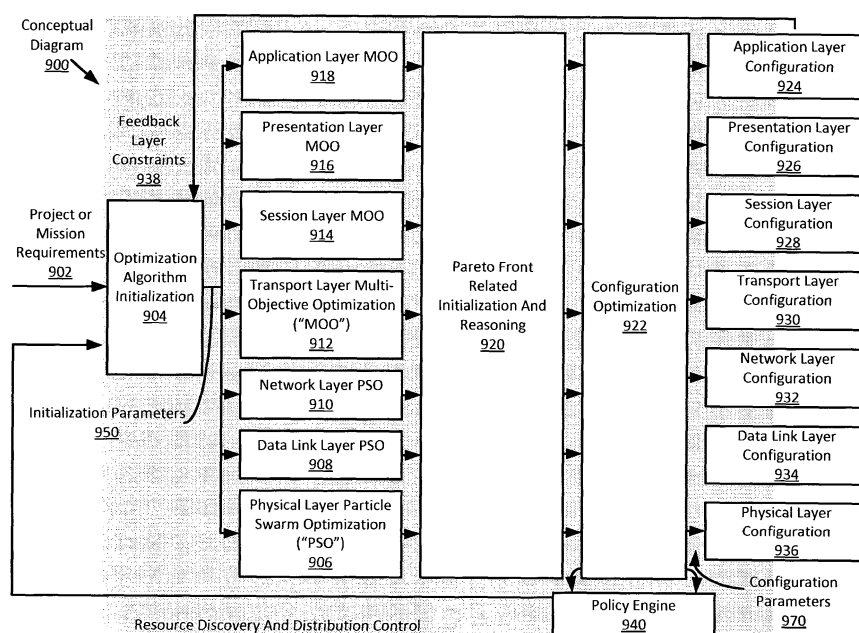 Conceptual
Diagram
900
Feedback
Layer
Constraints
938
Project or
Mission
Requirements
902
Optimization
Algorithm
Initialization
904
Initialization Parameters
950
Application Layer MOO
918
Presentation Layer
MOO
916
Session Layer MOO
914
Transport Layer Multi-
Objective Optimization
("MOO")
912
Network Layer PSO
910
Data Link Layer PSO
908
Physical Layer Particle
Swarm Optimization
("PSO")
906
Pareto Front
Related
Initialization And
Reasoning
920
Configuration
Optimization
922
Application Layer
Configuration
924
Presentation Layer
Configuration
926
Session Layer
Configuration
928
Transport Layer
Configuration
930
Network Layer
Configuration
932
Data Link Layer
Configuration
934
Physical Layer
Configuration
936
Configuration
Parameters
970
Policy Engine
940
Resource Discovery And Distribution Control